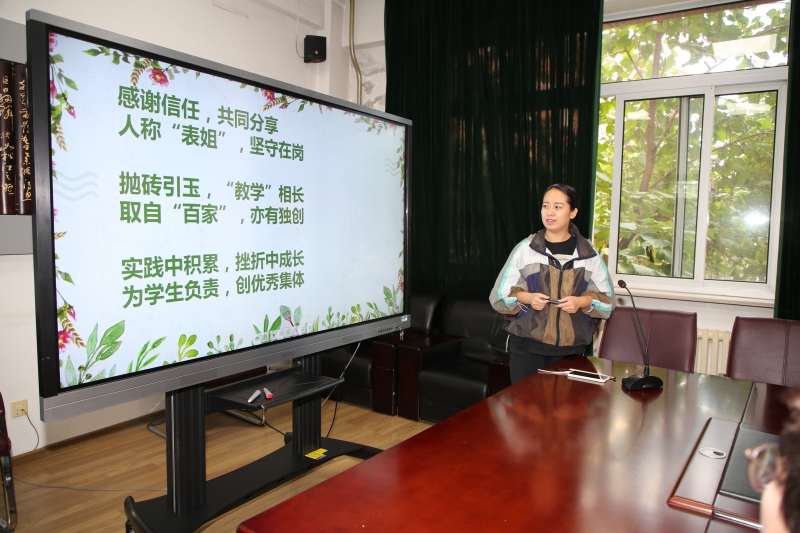 感谢信任，共同分享
人称“表姐”，坚守在岗
抛砖引玉，“教学”相长
取自“百家”，亦有独创
实践中积累，挫折中成长
为学生负责，创优秀集体